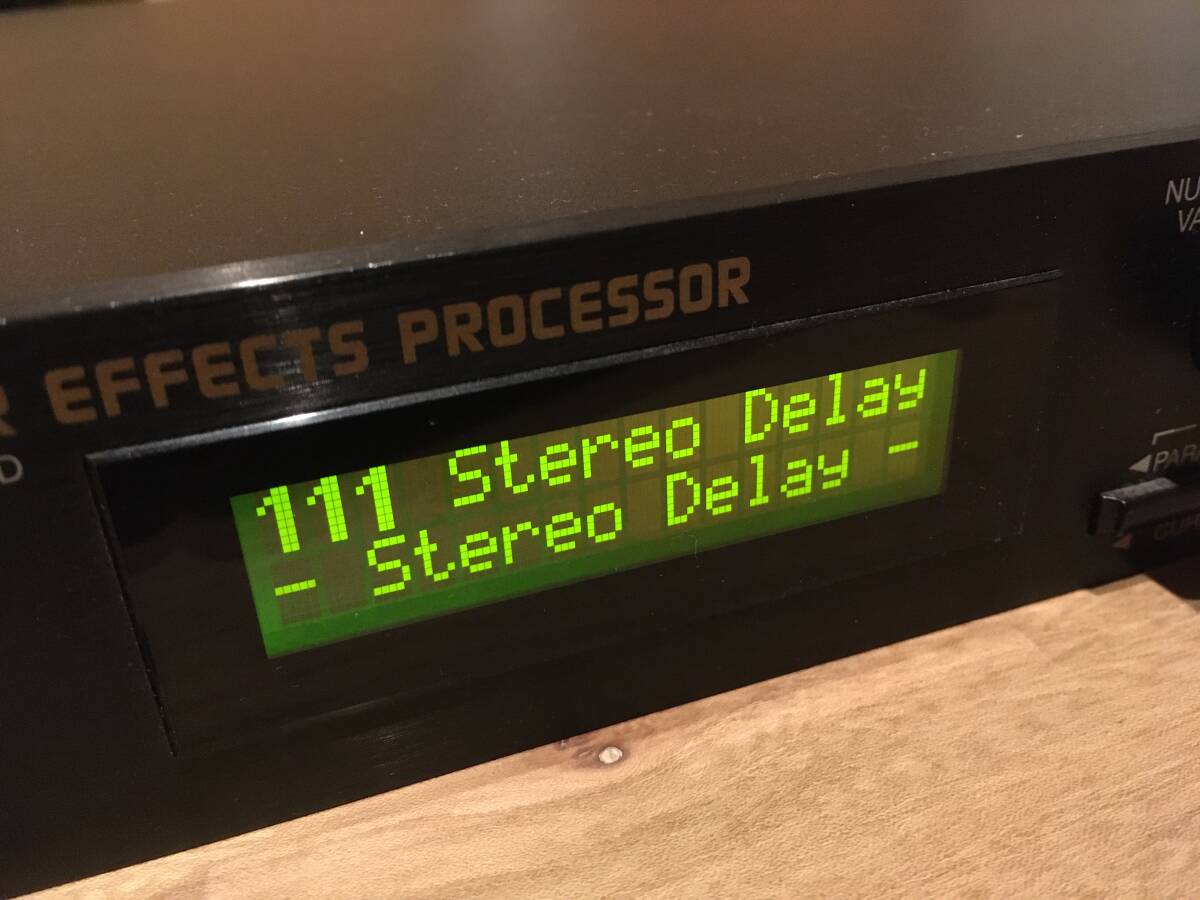 EFFECTS PROCESSOR
111 Stereo Delay
- Stereo Delay -